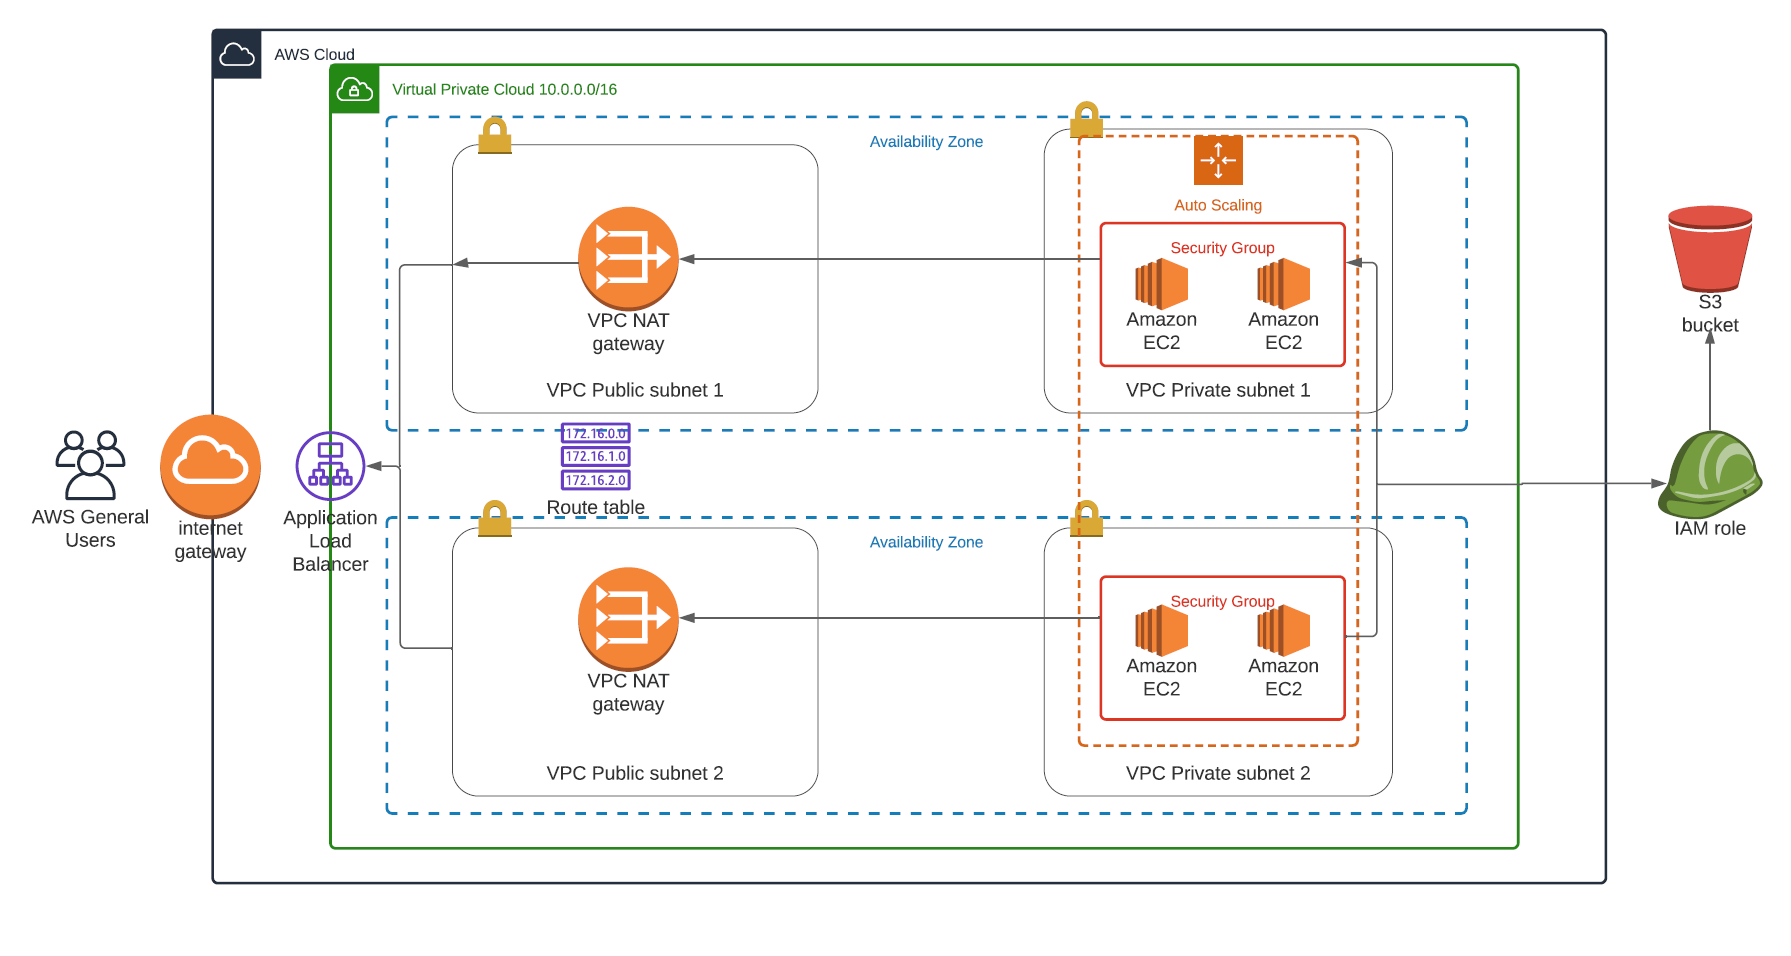 AWS Cloud
Virtual Private Cloud 10.0.0.0/16
Availability Zone
Auto Scaling
Security Group
Amazon
EC2
Amazon
EC2
VPC NAT
gateway
VPC Public subnet 1
VPC Private subnet 1
S3
bucket
172.16.0.0
172.16.1.0
172.16.2.0
Route table
AWS General
Users
internet
gateway
Application
Load
Balancer
IAM role
Availability Zone
Security Group
Amazon
EC2
Amazon
EC2
VPC NAT
gateway
VPC Public subnet 2
VPC Private subnet 2